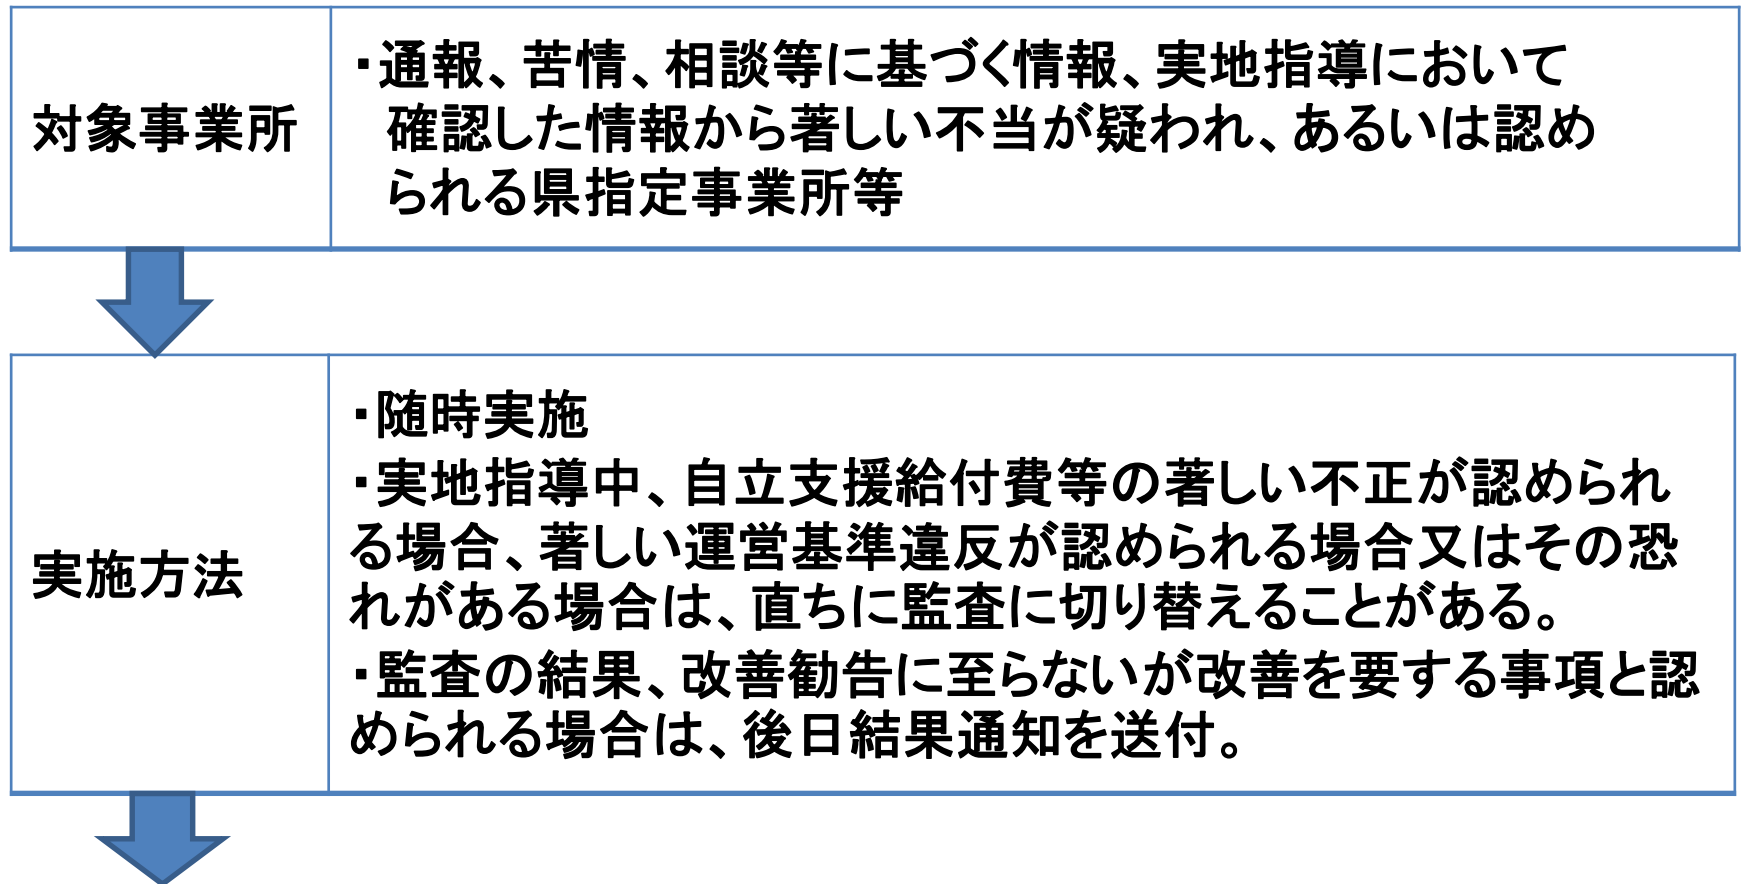 対象事業所
・通報、苦情、相談等に基づく情報、実地指導において
確認した情報から著しい不当が疑われ、あるいは認め
られる県指定事業所等
実施方法
・随時実施
・実地指導中、自立支援給付費等の著しい不正が認められ
る場合、著しい運営基準違反が認められる場合又はその恐
れがある場合は、直ちに監査に切り替えることがある。
・監査の結果、改善勧告に至らないが改善を要する事項と認
められる場合は、後日結果通知を送付。